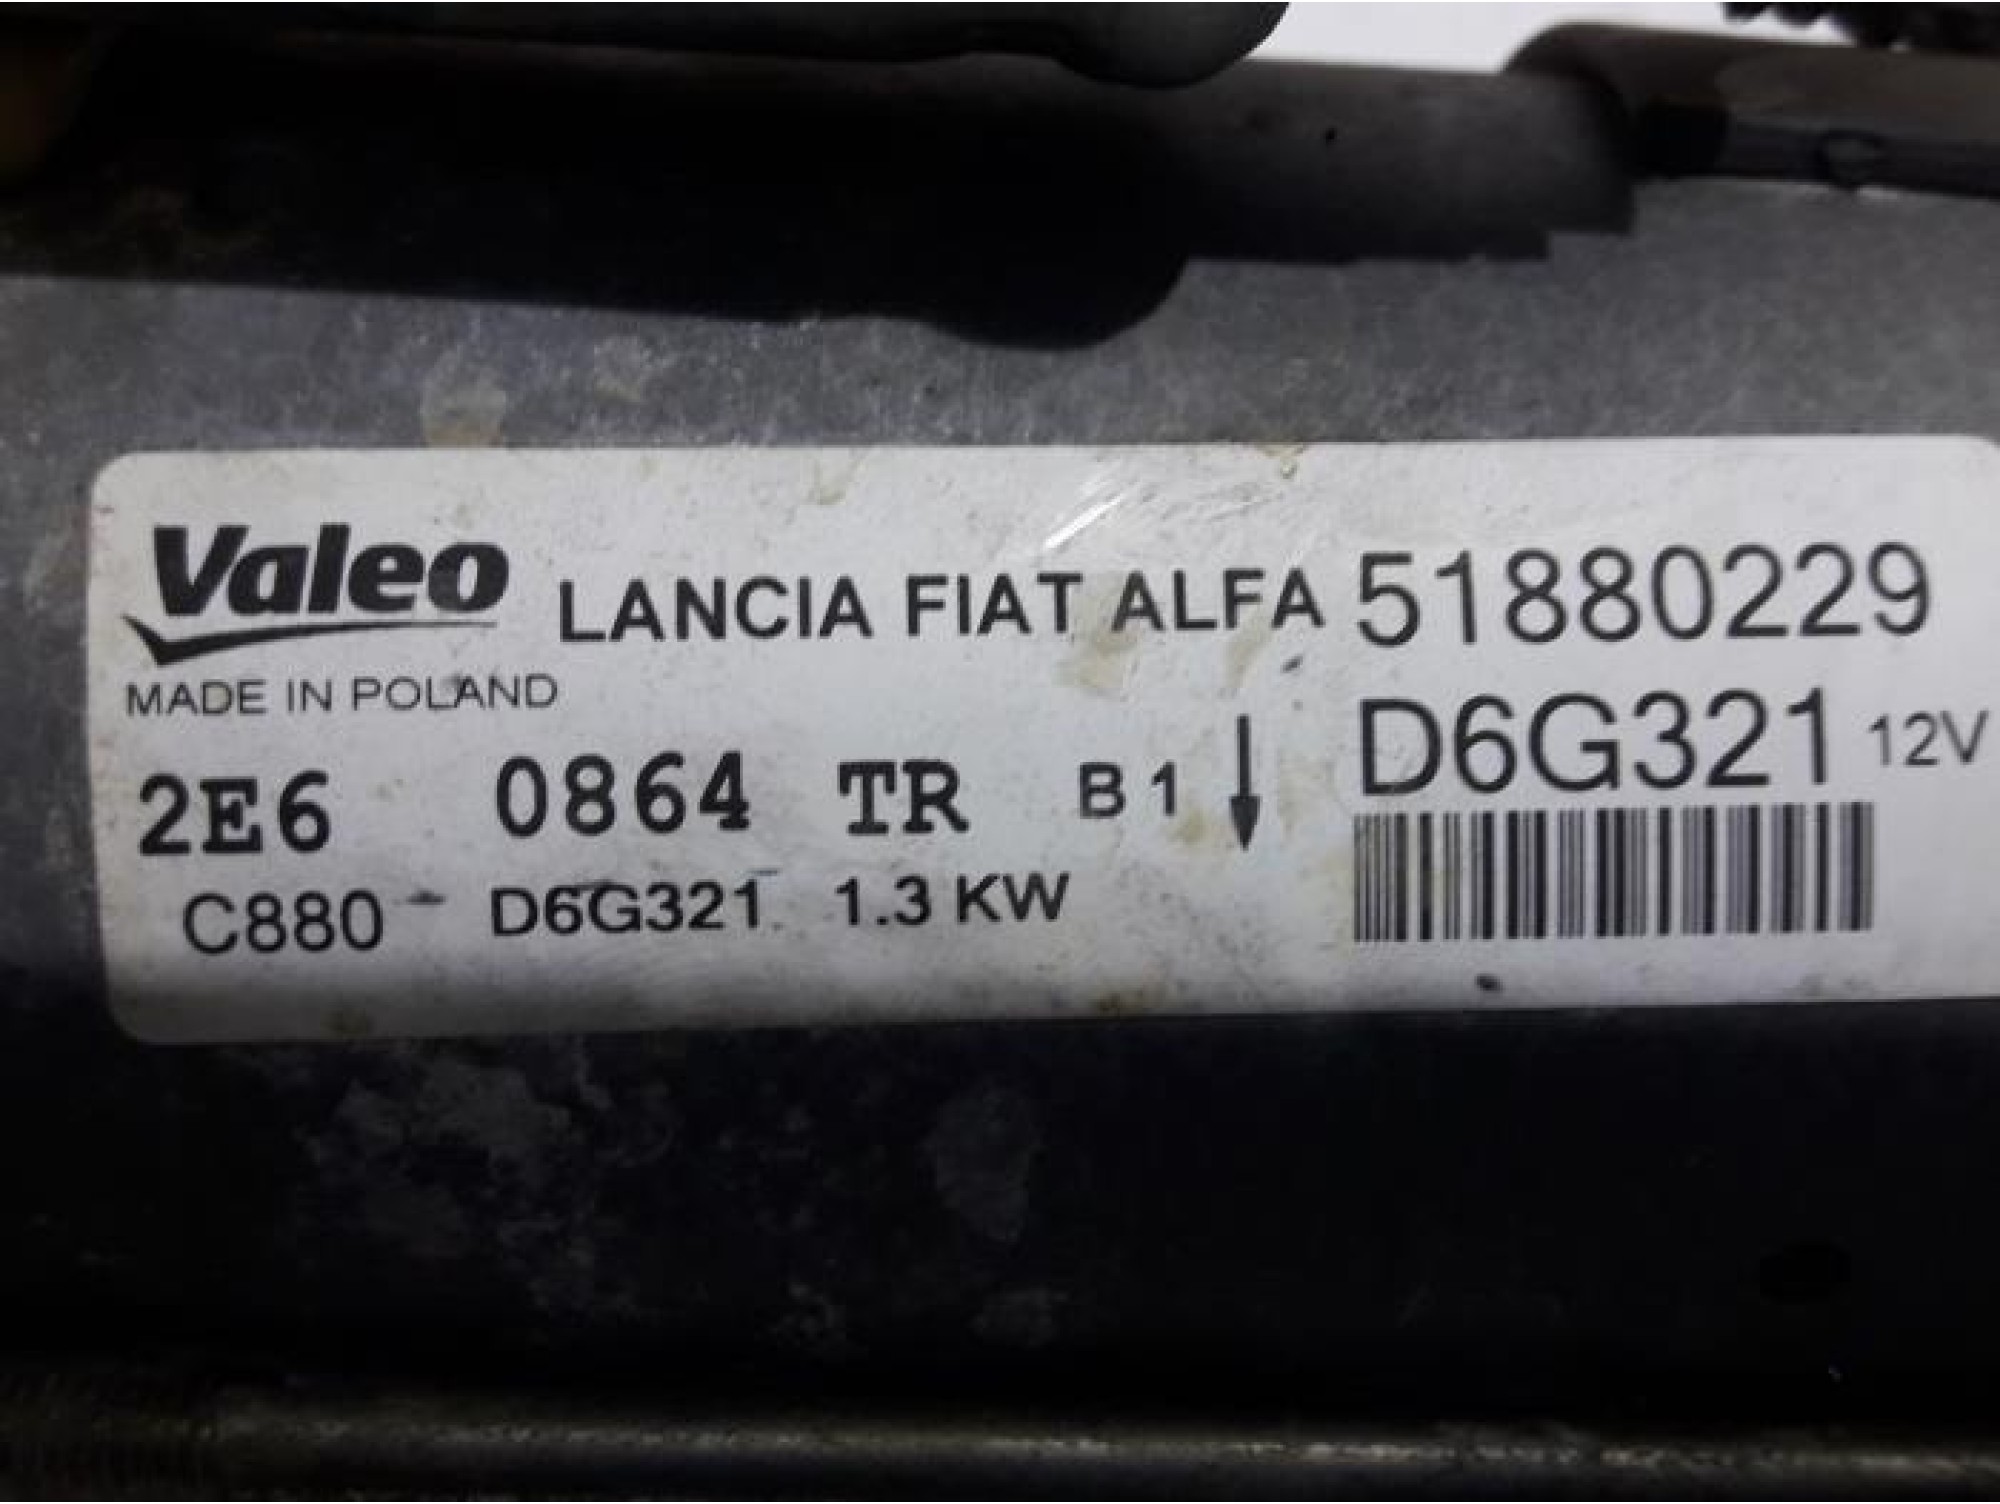 Valeo LANCIA FIAT ALFA 51880229
MADE IN POLAND
D6G321 12V
2E6 0864 TR B1
C880 D6G321 1.3 KW